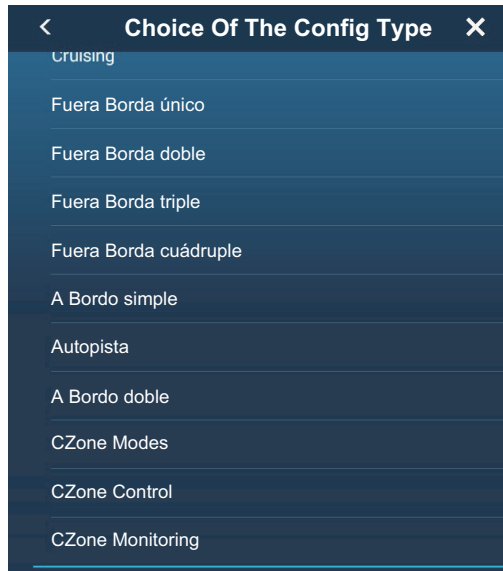 Choice Of The Config Type
Cruising
Fuera Borda único
Fuera Borda doble
Fuera Borda triple
Fuera Borda cuádruple
A Bordo simple
Autopista
A Bordo doble
CZone Modes
CZone Control
CZone Monitoring